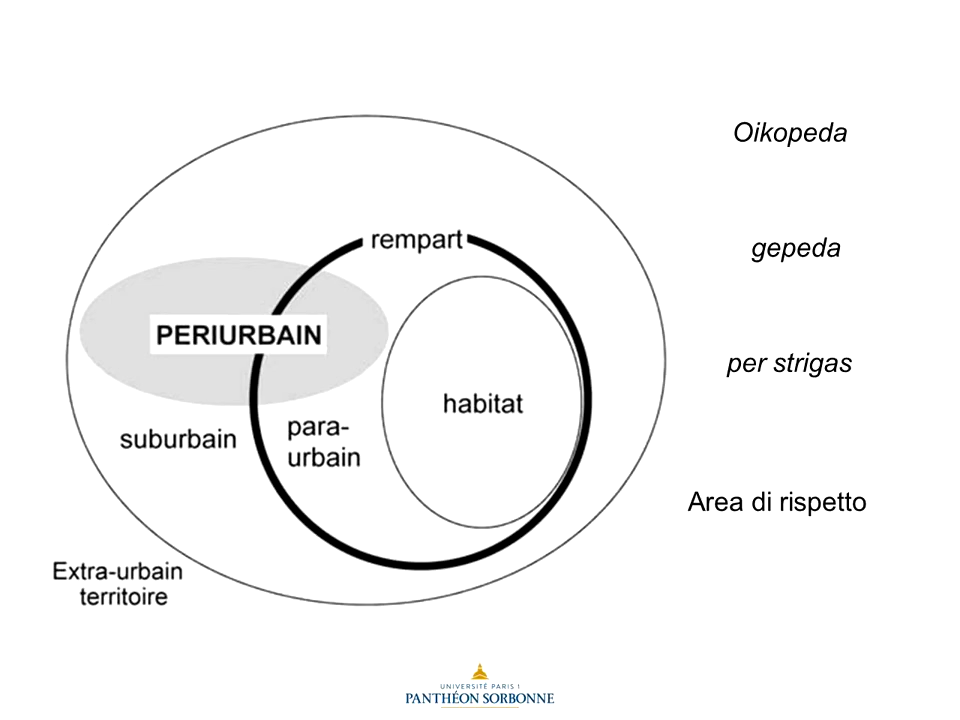 Oikopeda
rempart
gepeda
PERIURBAIN
per strigas
habitat
suburbain
para-
urbain
Area di rispetto
Extra-urbain
territoire
UNIVERSITÉ PARIS 1
PANTHÉON SORBONNE